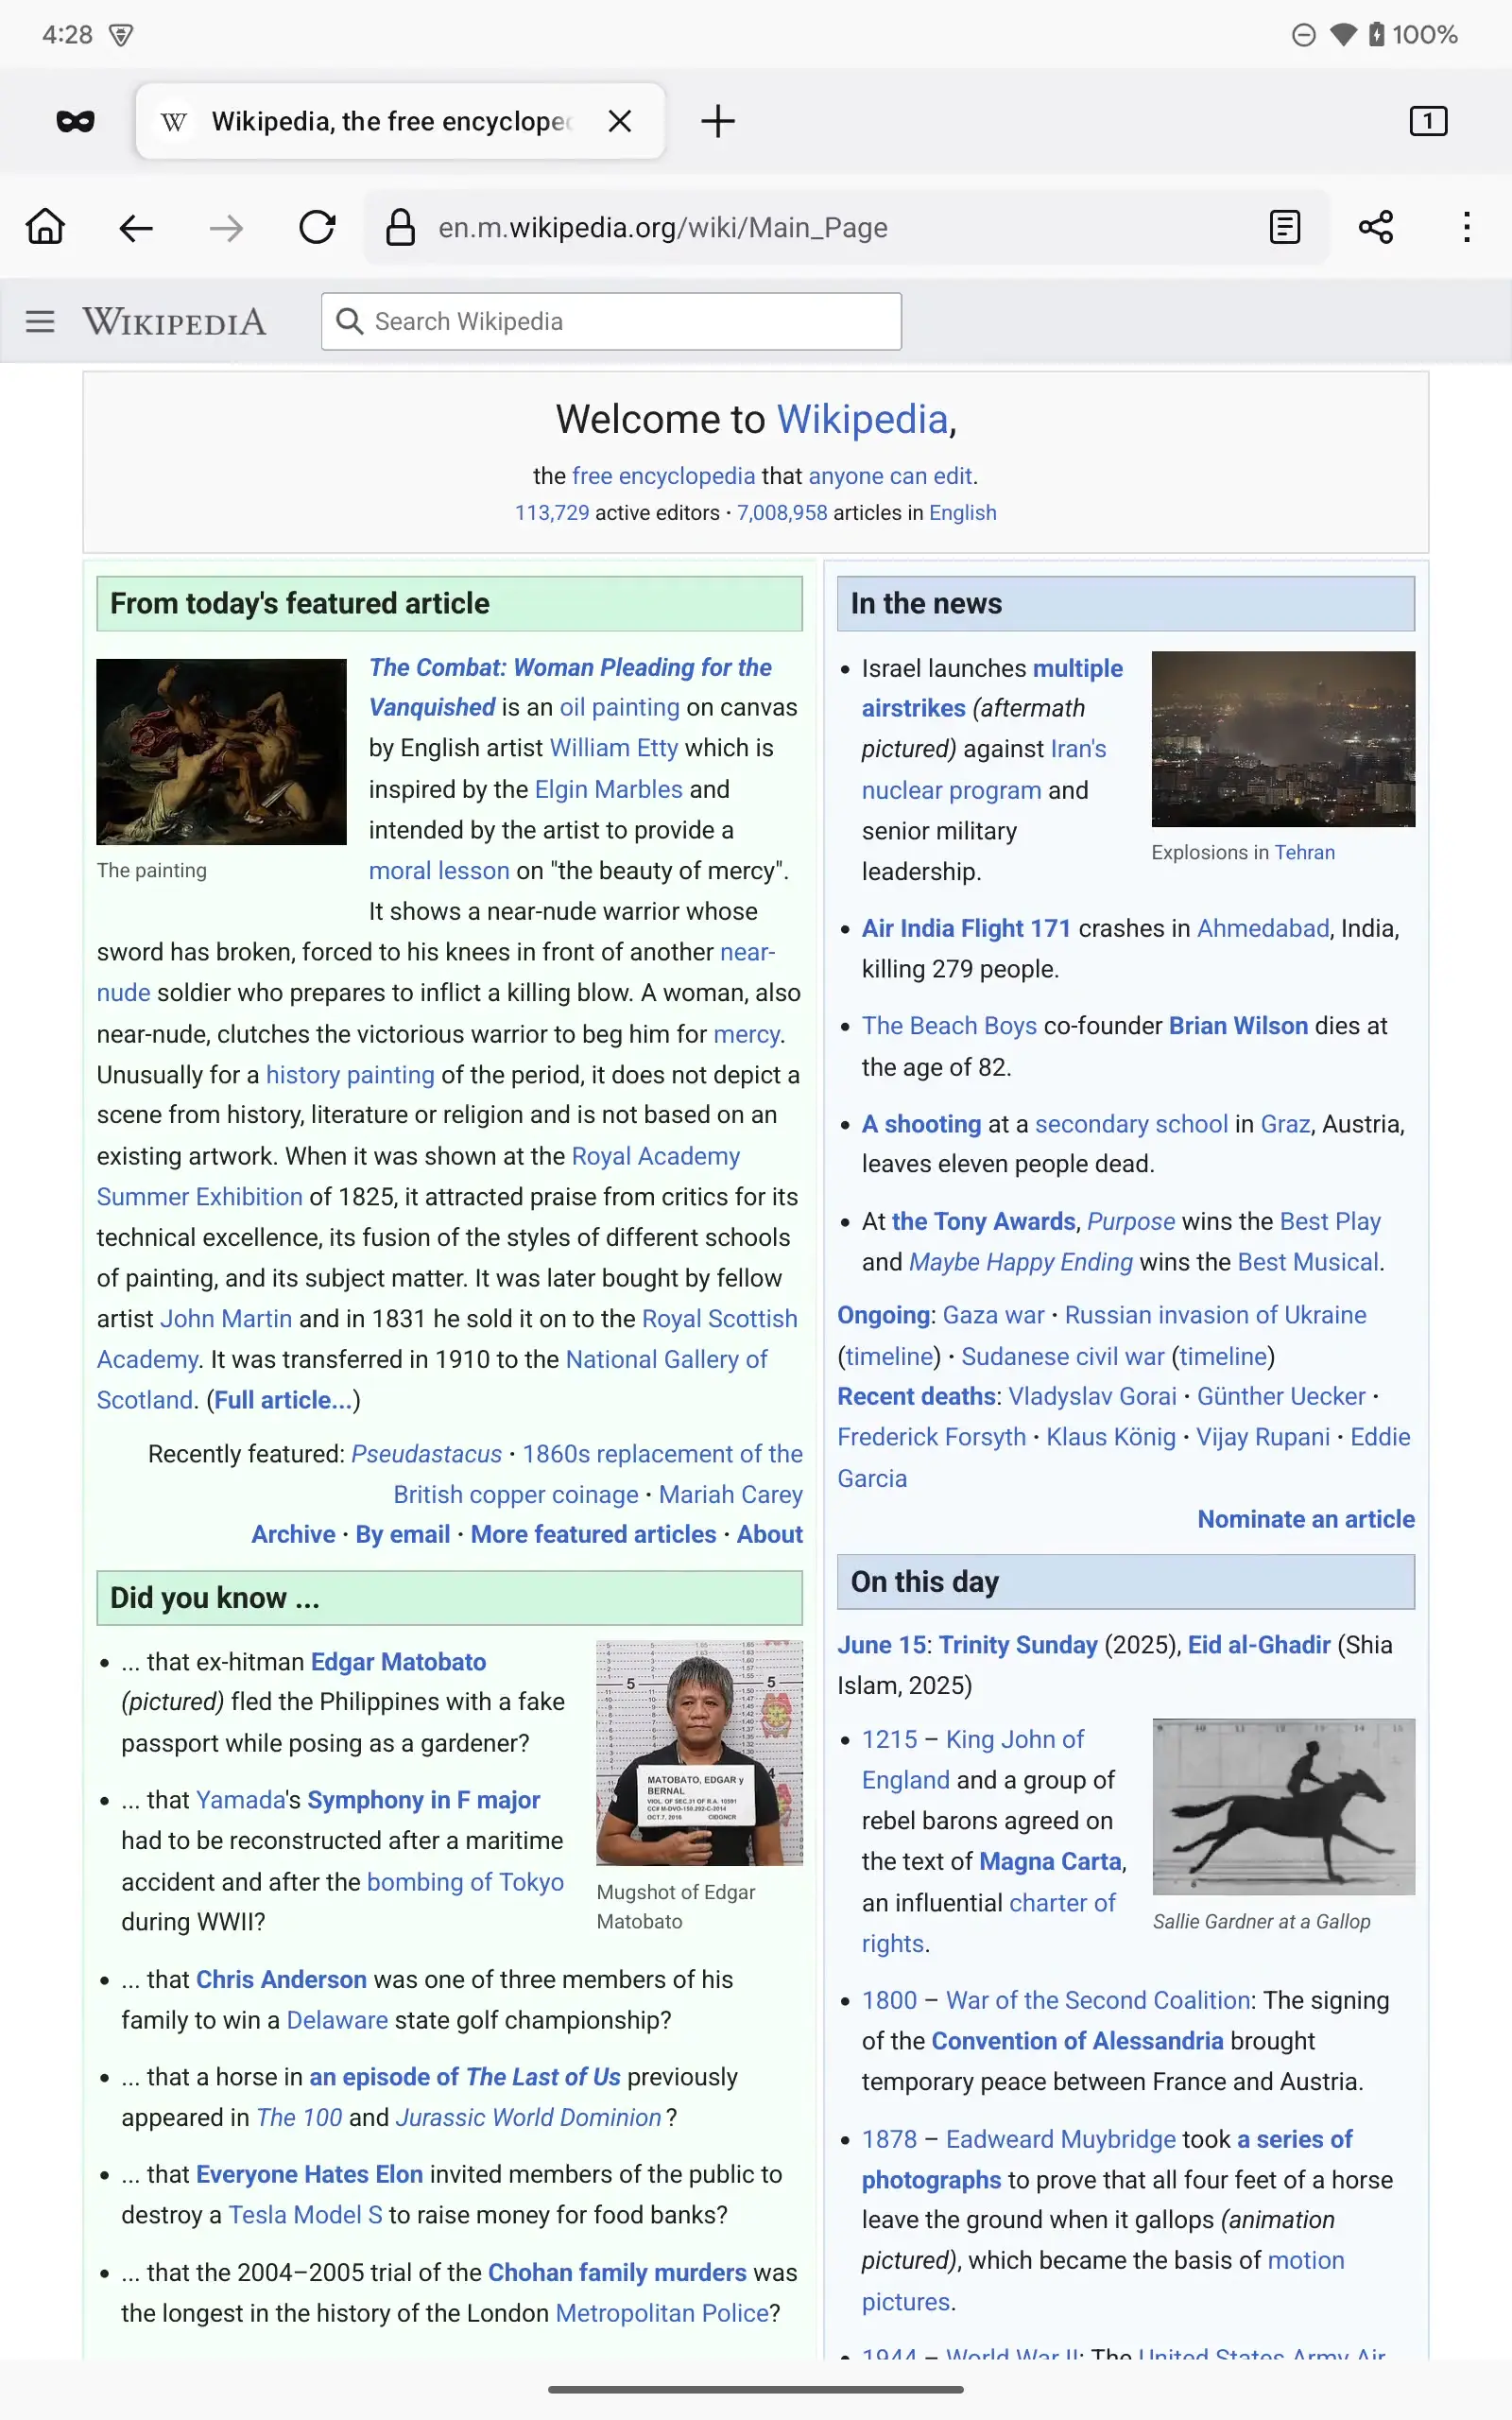 4:28
100%
Wikipedia, the free encyclope
1
en.m.wikipedia.org/wiki/Main_Page
WIKIPEDIA
Search Wikipedia
Welcome to Wikipedia,
the free encyclopedia that anyone can edit.
113,729 active editors · 7,008,958 articles in English
From today's featured article
The painting
The Combat: Woman Pleading for the
Vanquished is an oil painting on canvas
by English artist William Etty which is
inspired by the Elgin Marbles and
intended by the artist to provide a
moral lesson on "the beauty of mercy".
It shows a near-nude warrior whose
sword has broken, forced to his knees in front of another near-
nude soldier who prepares to inflict a killing blow. A woman, also
near-nude, clutches the victorious warrior to beg him for mercy.
Unusually for a history painting of the period, it does not depict a
scene from history, literature or religion and is not based on an
existing artwork. When it was shown at the Royal Academy
Summer Exhibition of 1825, it attracted praise from critics for its
technical excellence, its fusion of the styles of different schools
of painting, and its subject matter. It was later bought by fellow
artist John Martin and in 1831 he sold it on to the Royal Scottish
Academy. It was transferred in 1910 to the National Gallery of
Scotland. (Full article...)
Recently featured: Pseudastacus · 1860s replacement of the
British copper coinage · Mariah Carey
Archive · By email · More featured articles · About
Did you know ...
... that ex-hitman Edgar Matobato
(pictured) fled the Philippines with a fake
passport while posing as a gardener?
... that Yamada's Symphony in F major
had to be reconstructed after a maritime
accident and after the bombing of Tokyo
during WWII?
MATOBATO, EDGAR y
BERNAL
VIOL. OF SEC.31 OF R.A. 10591
OCT.7, 2016 CIDGNCR
Mugshot of Edgar
Matobato
... that Chris Anderson was one of three members of his
family to win a Delaware state golf championship?
... that a horse in an episode of The Last of Us previously
appeared in The 100 and Jurassic World Dominion?
... that Everyone Hates Elon invited members of the public to
destroy a Tesla Model S to raise money for food banks?
... that the 2004–2005 trial of the Chohan family murders was
the longest in the history of the London Metropolitan Police?
In the news
Israel launches multiple
airstrikes (aftermath
pictured) against Iran's
nuclear program and
senior military
leadership.
Explosions in Tehran
Air India Flight 171 crashes in Ahmedabad, India,
killing 279 people.
The Beach Boys co-founder Brian Wilson dies at
the age of 82.
A shooting at a secondary school in Graz, Austria,
leaves eleven people dead.
At the Tony Awards, Purpose wins the Best Play
and Maybe Happy Ending wins the Best Musical.
Ongoing: Gaza war · Russian invasion of Ukraine
(timeline) · Sudanese civil war (timeline)
Recent deaths: Vladyslav Gorai · Günther Uecker ·
Frederick Forsyth · Klaus König · Vijay Rupani · Eddie
Garcia
Nominate an article
On this day
June 15: Trinity Sunday (2025), Eid al-Ghadir (Shia
Islam, 2025)
1215 – King John of
England and a group of
rebel barons agreed on
the text of Magna Carta,
an influential charter of
rights.
Sallie Gardner at a Gallop
1800 – War of the Second Coalition: The signing
of the Convention of Alessandria brought
temporary peace between France and Austria.
1878 – Eadweard Muybridge took a series of
photographs to prove that all four feet of a horse
leave the ground when it gallops (animation
pictured), which became the basis of motion
pictures.
1944 – World War II: The United States Army Air